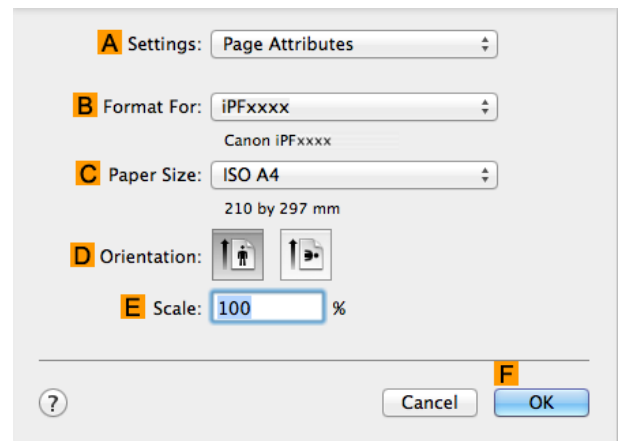 A Settings: Page Attributes
B Format For: iPFxxxx
Canon iPFxxxx
C Paper Size: ISO A4
210 by 297 mm
D Orientation:
E Scale: 100 %
F
? Cancel OK